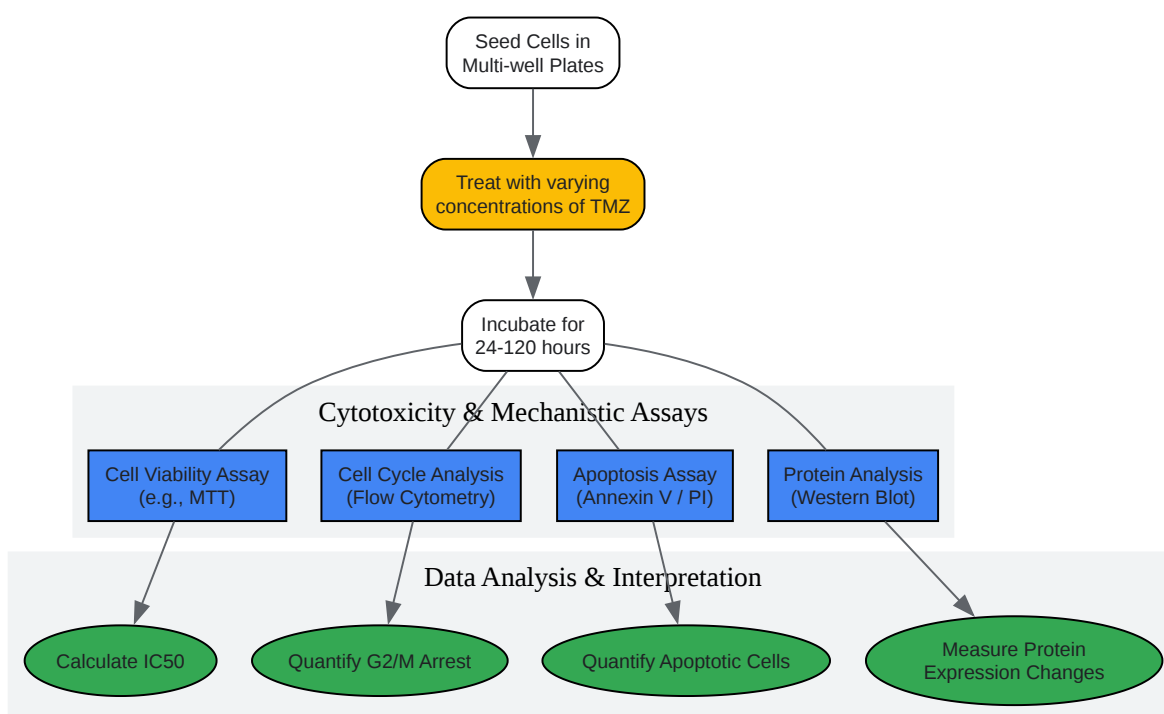 Seed Cells in
Multi-well Plates
Treat with varying
concentrations of TMZ
Incubate for
24-120 hours
Cytotoxicity & Mechanistic Assays
Cell Viability Assay
(e.g., MTT)
Cell Cycle Analysis
(Flow Cytometry)
Apoptosis Assay
(Annexin V / PI)
Protein Analysis
(Western Blot)
Data Analysis & Interpretation
Calculate IC50
Quantify G2/M Arrest
Quantify Apoptotic Cells
Measure Protein
Expression Changes